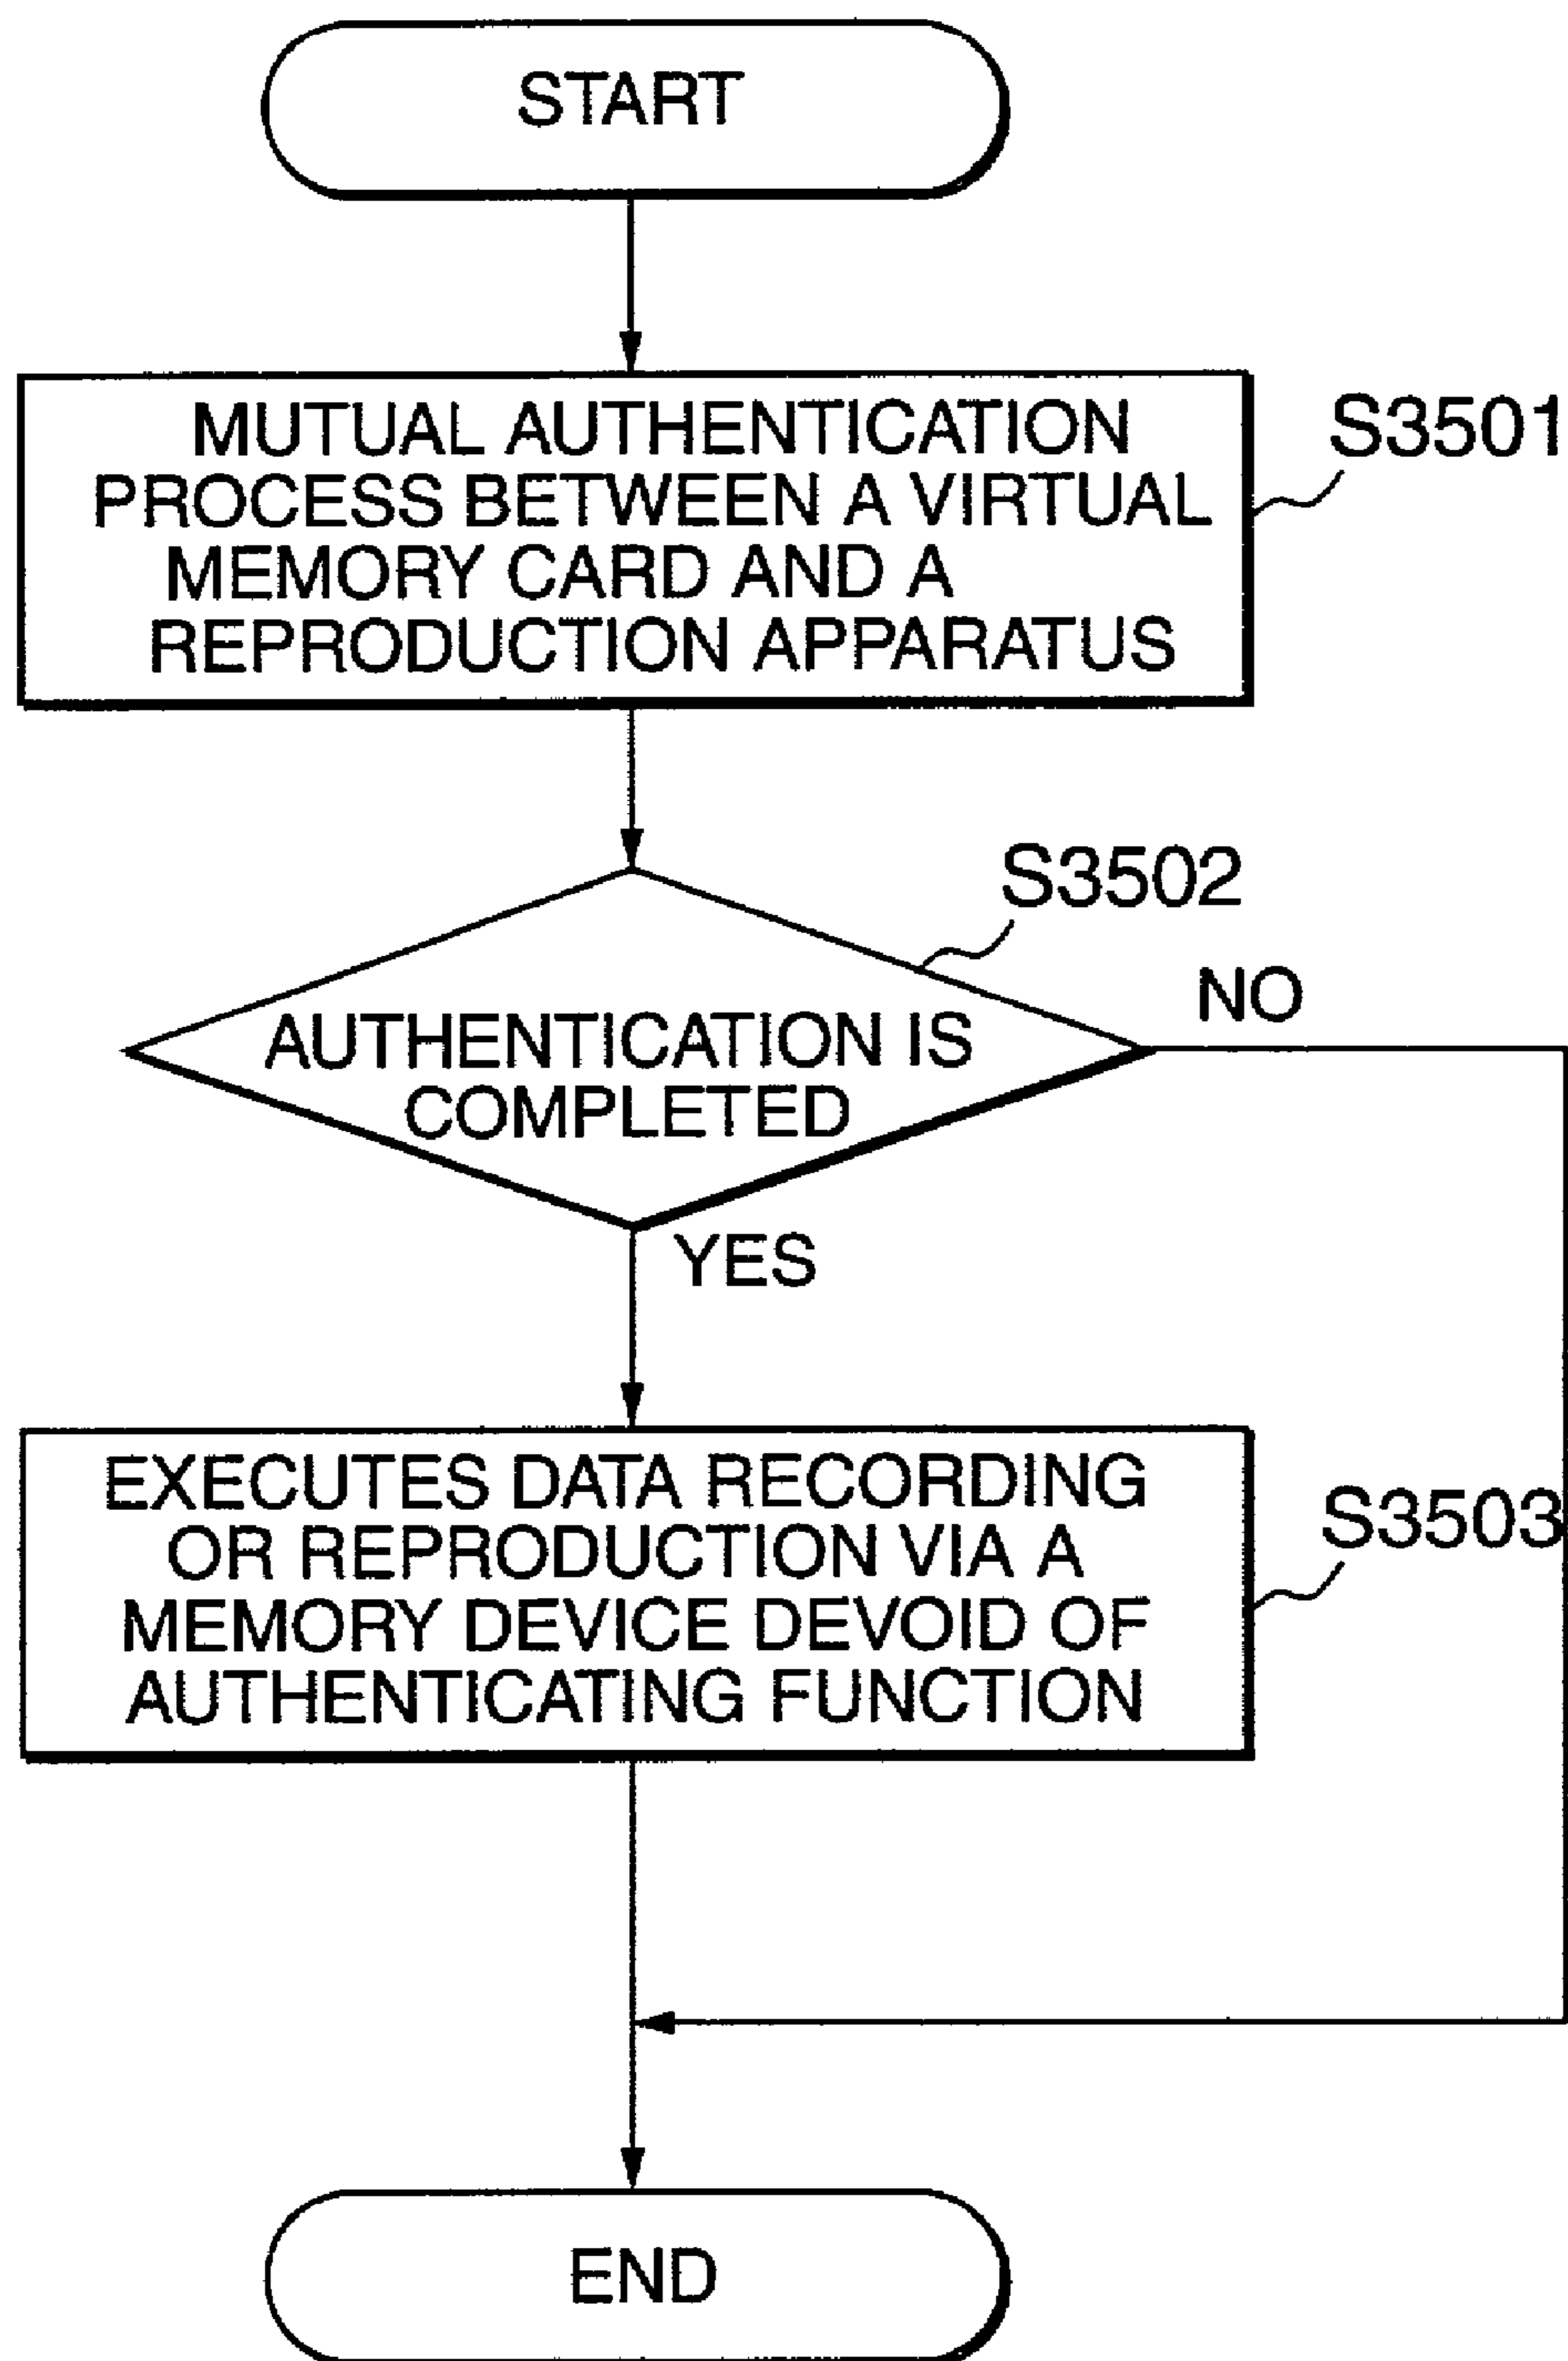 START
MUTUAL AUTHENTICATION
PROCESS BETWEEN A VIRTUAL
MEMORY CARD AND A
REPRODUCTION APPARATUS
S3501
S3502
AUTHENTICATION IS
COMPLETED
NO
YES
EXECUTES DATA RECORDING
OR REPRODUCTION VIA A
MEMORY DEVICE DEVOID OF
AUTHENTICATING FUNCTION
S3503
END